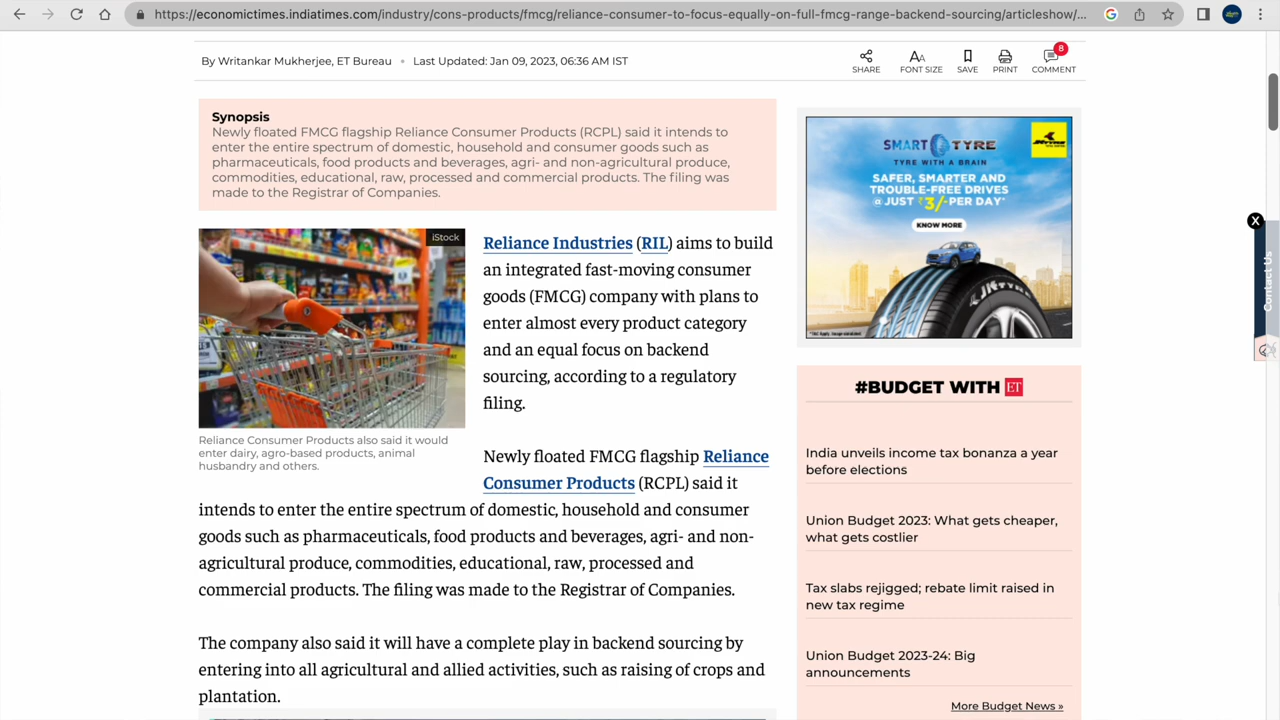 https://economictimes.indiatimes.com/industry/cons-products/fmcg/reliance-consumer-to-focus-equally-on-full-fmcg-range-backend-sourcing/articleshow/...
By Writankar Mukherjee, ET Bureau • Last Updated: Jan 09, 2023, 06:36 AM IST
SHARE
AA
FONT SIZE
SAVE
PRINT
8
COMMENT
Synopsis
Newly floated FMCG flagship Reliance Consumer Products (RCPL) said it intends to
enter the entire spectrum of domestic, household and consumer goods such as
pharmaceuticals, food products and beverages, agri- and non-agricultural produce,
commodities, educational, raw, processed and commercial products. The filing was
made to the Registrar of Companies.
iStock
Reliance Consumer Products also said it would
enter dairy, agro-based products, animal
husbandry and others.
Reliance Industries (RIL) aims to build
an integrated fast-moving consumer
goods (FMCG) company with plans to
enter almost every product category
and an equal focus on backend
sourcing, according to a regulatory
filing.
Newly floated FMCG flagship Reliance
Consumer Products (RCPL) said it
intends to enter the entire spectrum of domestic, household and consumer
goods such as pharmaceuticals, food products and beverages, agri- and non-
agricultural produce, commodities, educational, raw, processed and
commercial products. The filing was made to the Registrar of Companies.
The company also said it will have a complete play in backend sourcing by
entering into all agricultural and allied activities, such as raising of crops and
plantation.
SMART TYRE
TYRE WITH A BRAIN
SAFER, SMARTER AND
TROUBLE-FREE DRIVES
@ JUST ₹3/-PER DAY*
KNOW MORE
JK TYRE
#BUDGET WITH ET
India unveils income tax bonanza a year
before elections
Union Budget 2023: What gets cheaper,
what gets costlier
Tax slabs rejigged; rebate limit raised in
new tax regime
Union Budget 2023-24: Big
announcements
More Budget News »
X
Contact Us